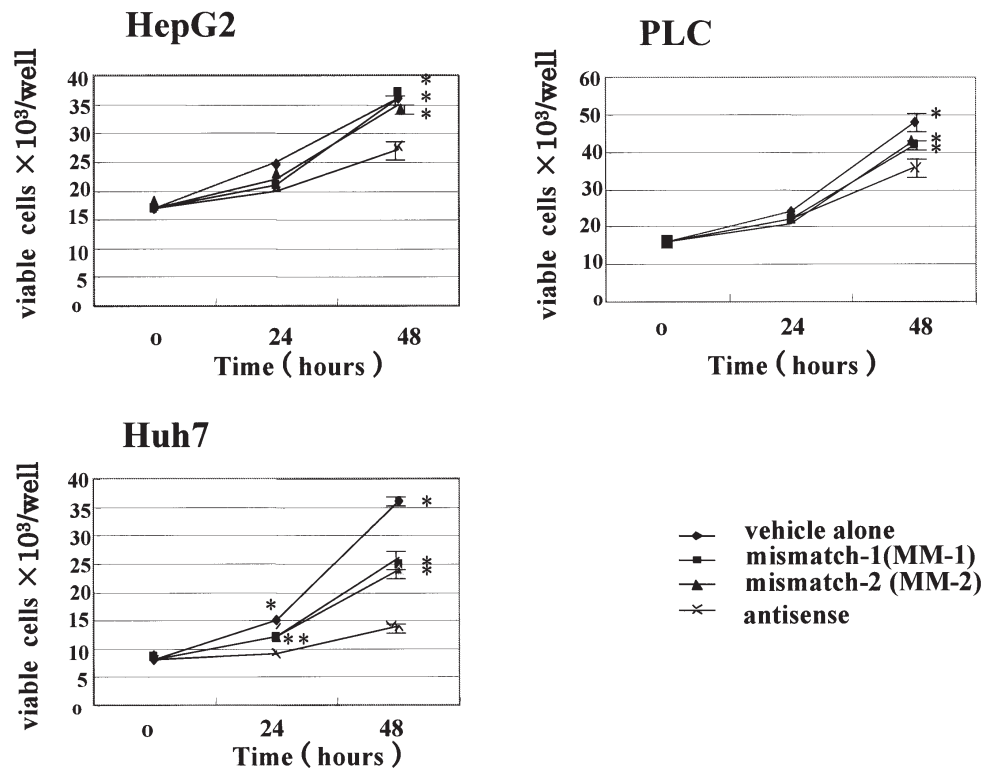 HepG2
viable cells ×10³/well
40
35
30
25
20
15
10
5
o
*
*
*
o 24 48
Time ( hours )
PLC
viable cells ×10³/well
60
50
40
30
20
10
o
*
*
*
o 24 48
Time ( hours )
Huh7
viable cells ×10³/well
40
35
30
25
20
15
10
5
o
*
*
*
*
**
o 24 48
Time ( hours )
vehicle alone
mismatch-1(MM-1)
mismatch-2 (MM-2)
antisense